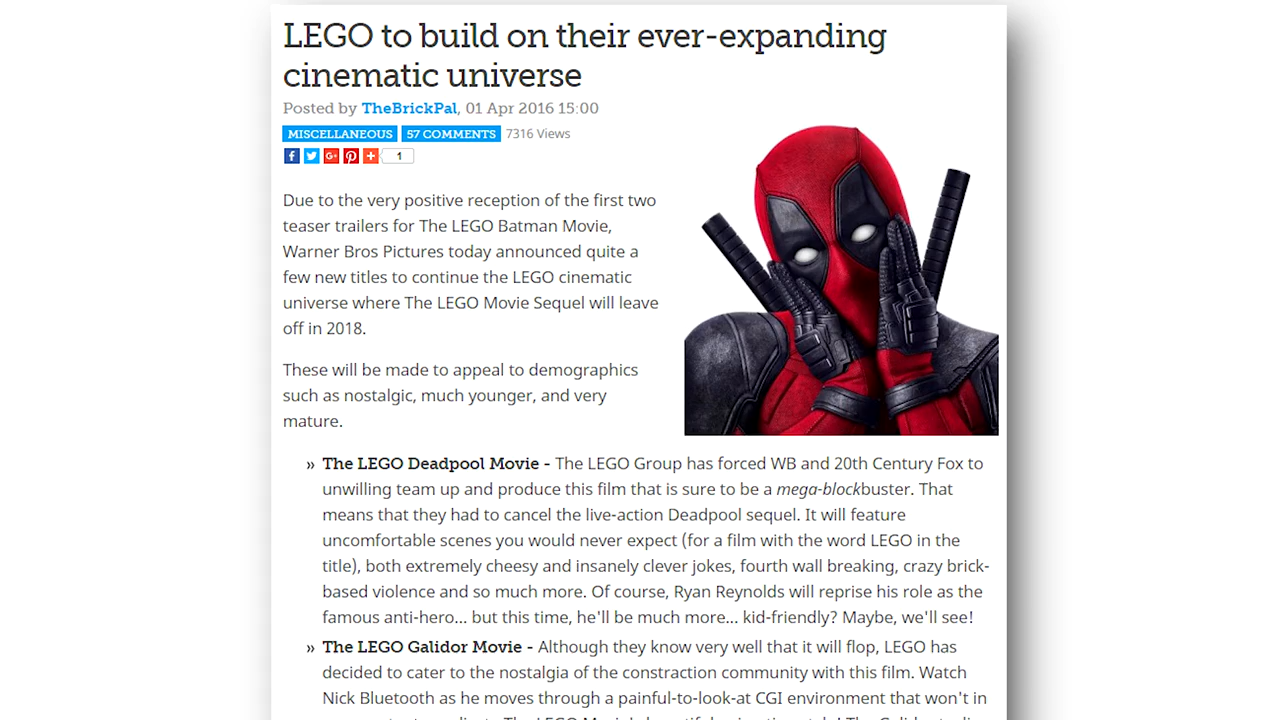 LEGO to build on their ever-expanding
cinematic universe
Posted by TheBrickPal, 01 Apr 2016 15:00
MISCELLANEOUS 57 COMMENTS 7316 Views
1
Due to the very positive reception of the first two
teaser trailers for The LEGO Batman Movie,
Warner Bros Pictures today announced quite a
few new titles to continue the LEGO cinematic
universe where The LEGO Movie Sequel will leave
off in 2018.
These will be made to appeal to demographics
such as nostalgic, much younger, and very
mature.
» The LEGO Deadpool Movie - The LEGO Group has forced WB and 20th Century Fox to
unwilling team up and produce this film that is sure to be a mega-blockbuster. That
means that they had to cancel the live-action Deadpool sequel. It will feature
uncomfortable scenes you would never expect (for a film with the word LEGO in the
title), both extremely cheesy and insanely clever jokes, fourth wall breaking, crazy brick-
based violence and so much more. Of course, Ryan Reynolds will reprise his role as the
famous anti-hero... but this time, he'll be much more... kid-friendly? Maybe, we'll see!
» The LEGO Galidor Movie - Although they know very well that it will flop, LEGO has
decided to cater to the nostalgia of the constraction community with this film. Watch
Nick Bluetooth as he moves through a painful-to-look-at CGI environment that won't in